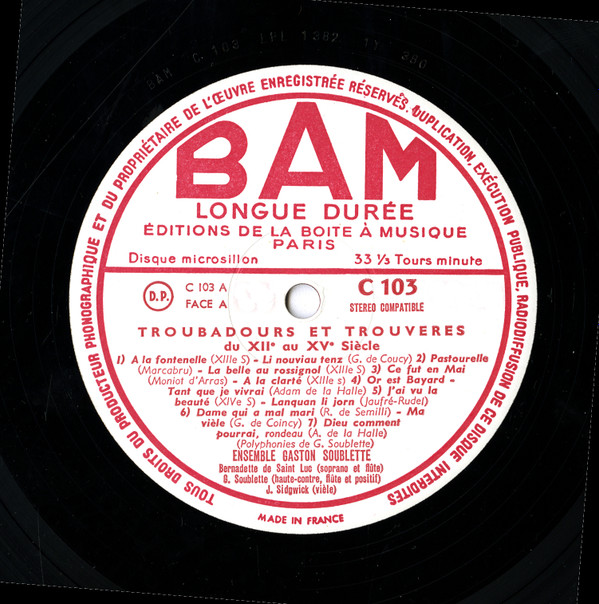 BAM C 103 LPL 1382
TOUS DROITS DU PRODUCTEUR PHONOGRAPHIQUE ET DU PROPRIÉTAIRE DE L'ŒUVRE ENREGISTRÉE RÉSERVÉS. DUPLICATION, EXÉCUTION PUBLIQUE, RADIODIFFUSION DE CE DISQUE INTERDITES
BAM
LONGUE DURÉE
ÉDITIONS DE LA BOITE À MUSIQUE
PARIS
Disque microsillon 33 ⅓ Tours minute
D.P. C 103 A C 103
FACE A STEREO COMPATIBLE
TROUBADOURS ET TROUVERES
du XIIe au XVe Siècle
1) A la fontenelle (XIIIe S) - Li nouviau tenz (G. de Coucy) 2) Pastourelle
(Marcabru) - La belle au rossignol (XIIIe S) 3) Ce fut en Mai
(Moniot d'Arras) - A la clarté (XIIIe s) 4) Or est Bayard -
Tant que je vivrai (Adam de la Halle) 5) J'ai vu la
beauté (XIVe S) - Lanquan li jorn (Jaufré-Rudel)
6) Dame qui a mal mari (R. de Semilli) - Ma
vièle (G. de Coincy) 7) Dieu comment
pourrai, rondeau (A. de la Halle)
(Polyphonies de G. Soublette)
ENSEMBLE GASTON SOUBLETTE
Bernadette de Saint Luc (soprano et flûte)
G. Soublette (haute-contre, flûte et positif)
J. Sidgwick (vièle)
MADE IN FRANCE